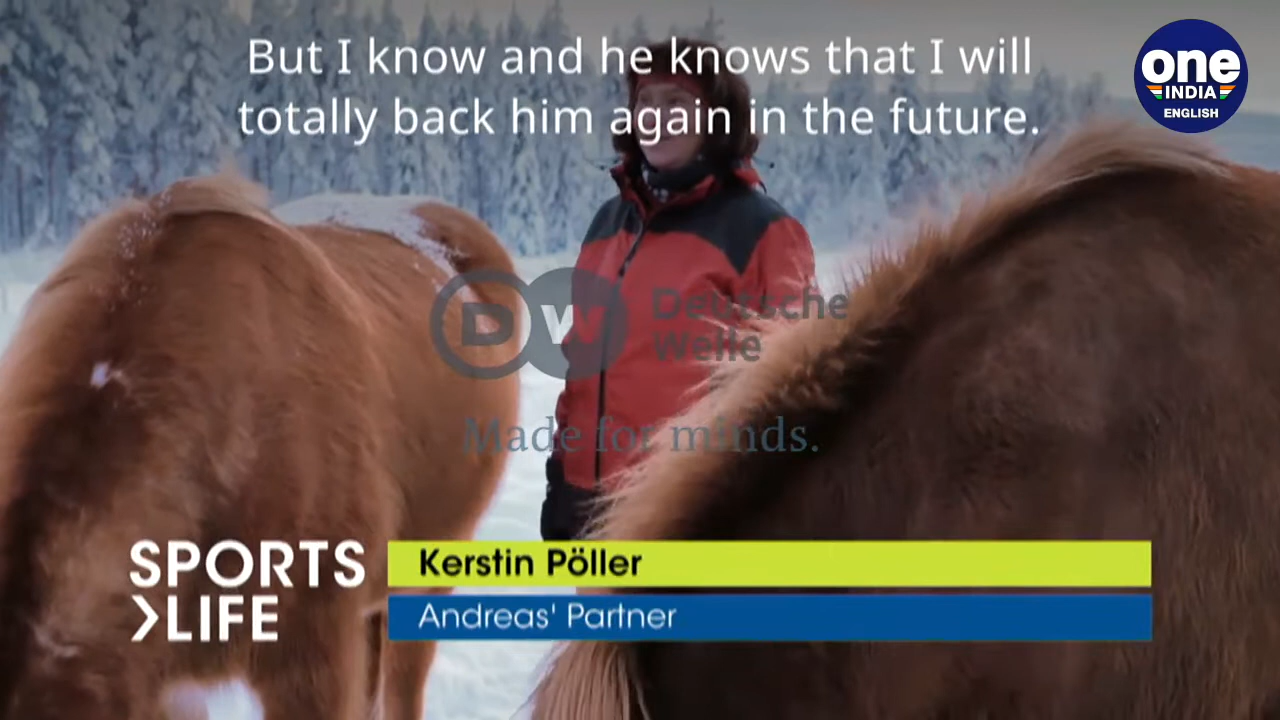 But I know and he knows that I will
totally back him again in the future.
one
INDIA
ENGLISH
DW Deutsche
Welle
Made for minds.
SPORTS
>LIFE
Kerstin Pöller
Andreas' Partner